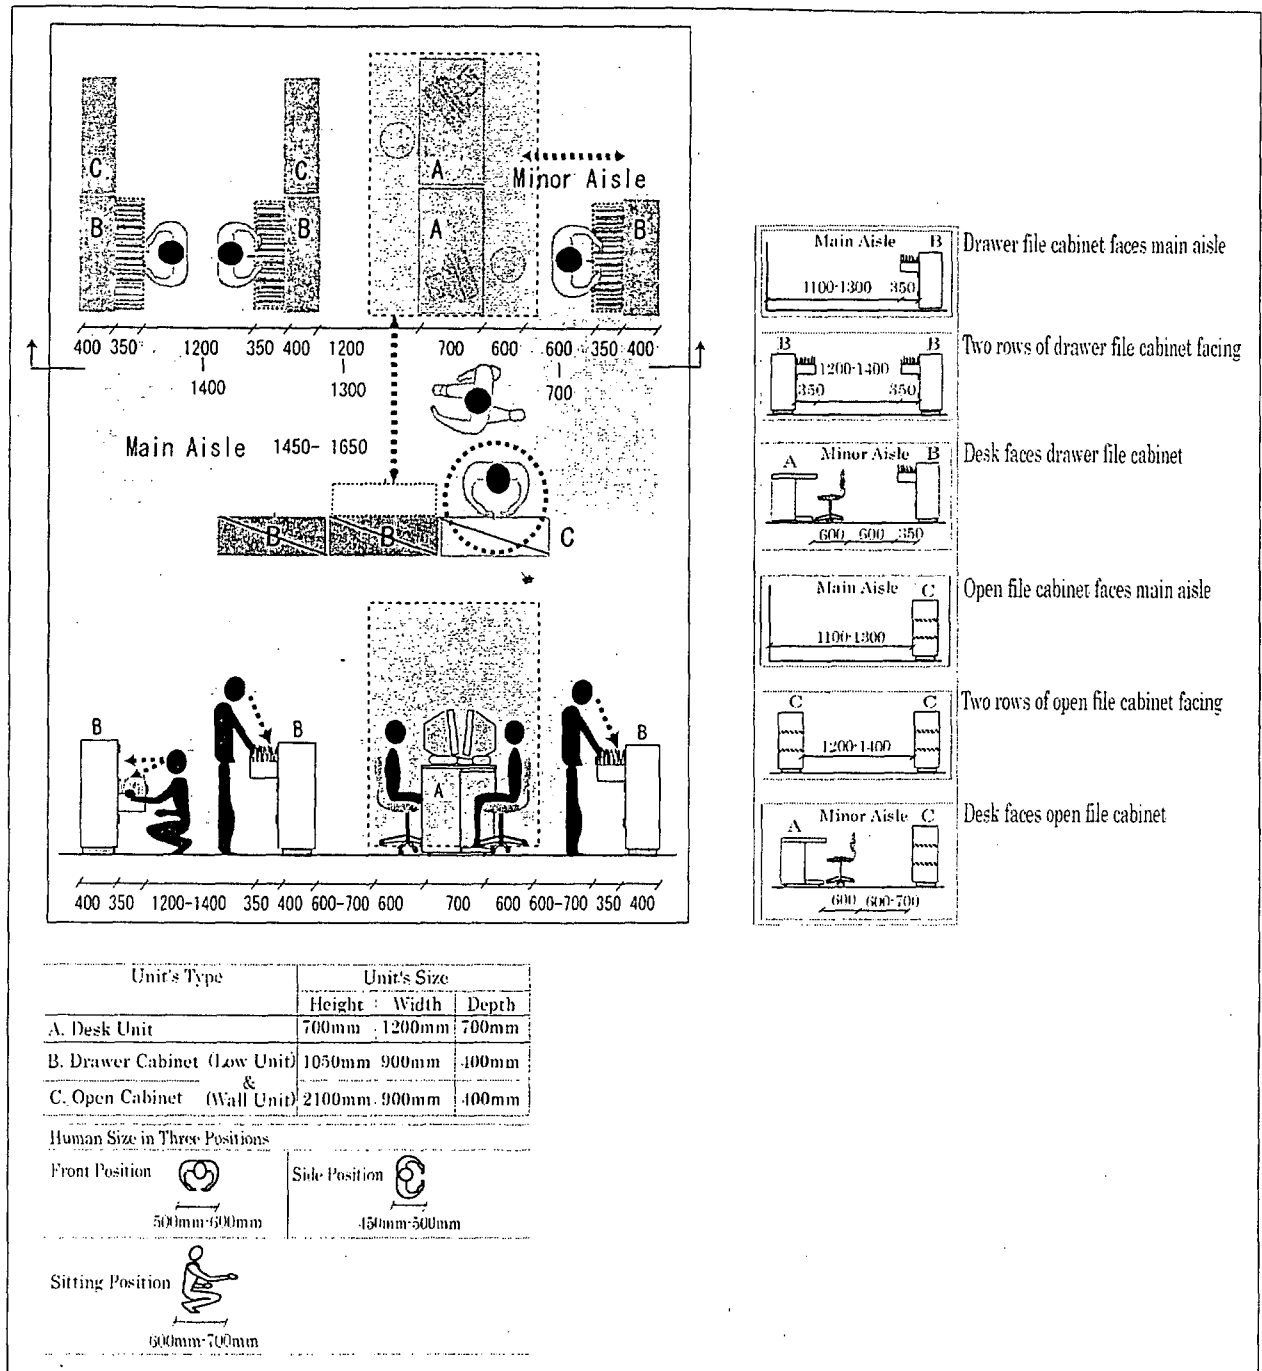 C
C
A
Minor Aisle
B
B
A
B
400 350 1200 350 400 1200 700 600 600 350 400
1400 1300 700
Main Aisle 1450-1650
B
B
C
B
B
A
B
400 350 1200-1400 350 400 600-700 600 700 600 600-700 350 400
Main Aisle B
1100-1300 350
Drawer file cabinet faces main aisle
B B
1200-1400
350 350
Two rows of drawer file cabinet facing
A Minor Aisle B
600 600 350
Desk faces drawer file cabinet
Main Aisle C
1100-1300
Open file cabinet faces main aisle
C C
1200-1400
Two rows of open file cabinet facing
A Minor Aisle C
600 600-700
Desk faces open file cabinet
Unit's Type Unit's Size
Height Width Depth
A. Desk Unit 700mm 1200mm 700mm
B. Drawer Cabinet (Low Unit) 1050mm 900mm 400mm
&
C. Open Cabinet (Wall Unit) 2100mm 900mm 400mm
Human Size in Three Positions
Front Position
500mm-600mm
Side Position
450mm-500mm
Sitting Position
600mm-700mm